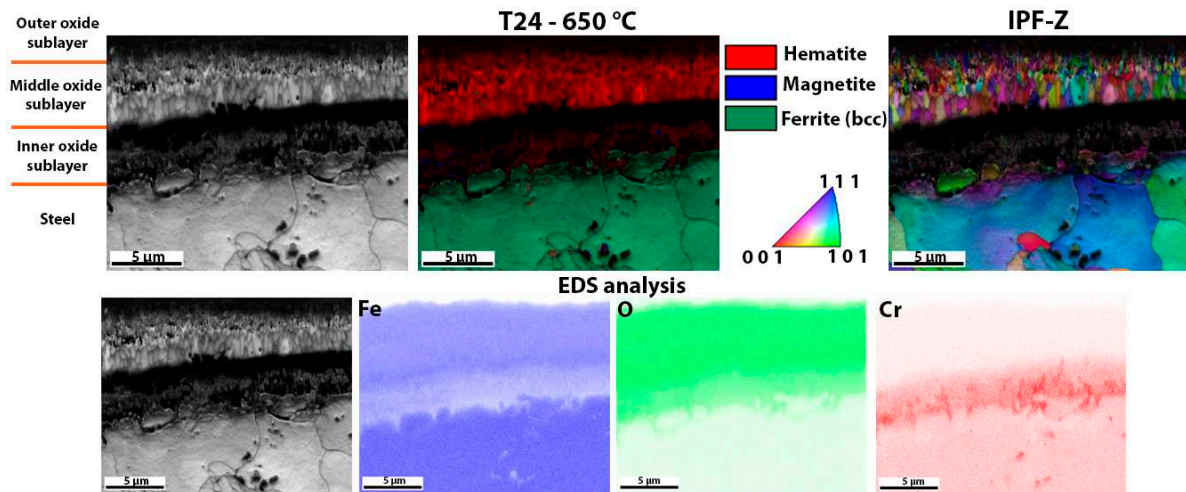 Outer oxide
sublayer
Middle oxide
sublayer
Inner oxide
sublayer
Steel
T24 - 650 °C
IPF-Z
Hematite
Magnetite
Ferrite (bcc)
1 1 1
0 0 1
1 0 1
5 μm
5 μm
5 μm
EDS analysis
Fe
O
Cr
5 μm
5 μm
5 μm
5 μm